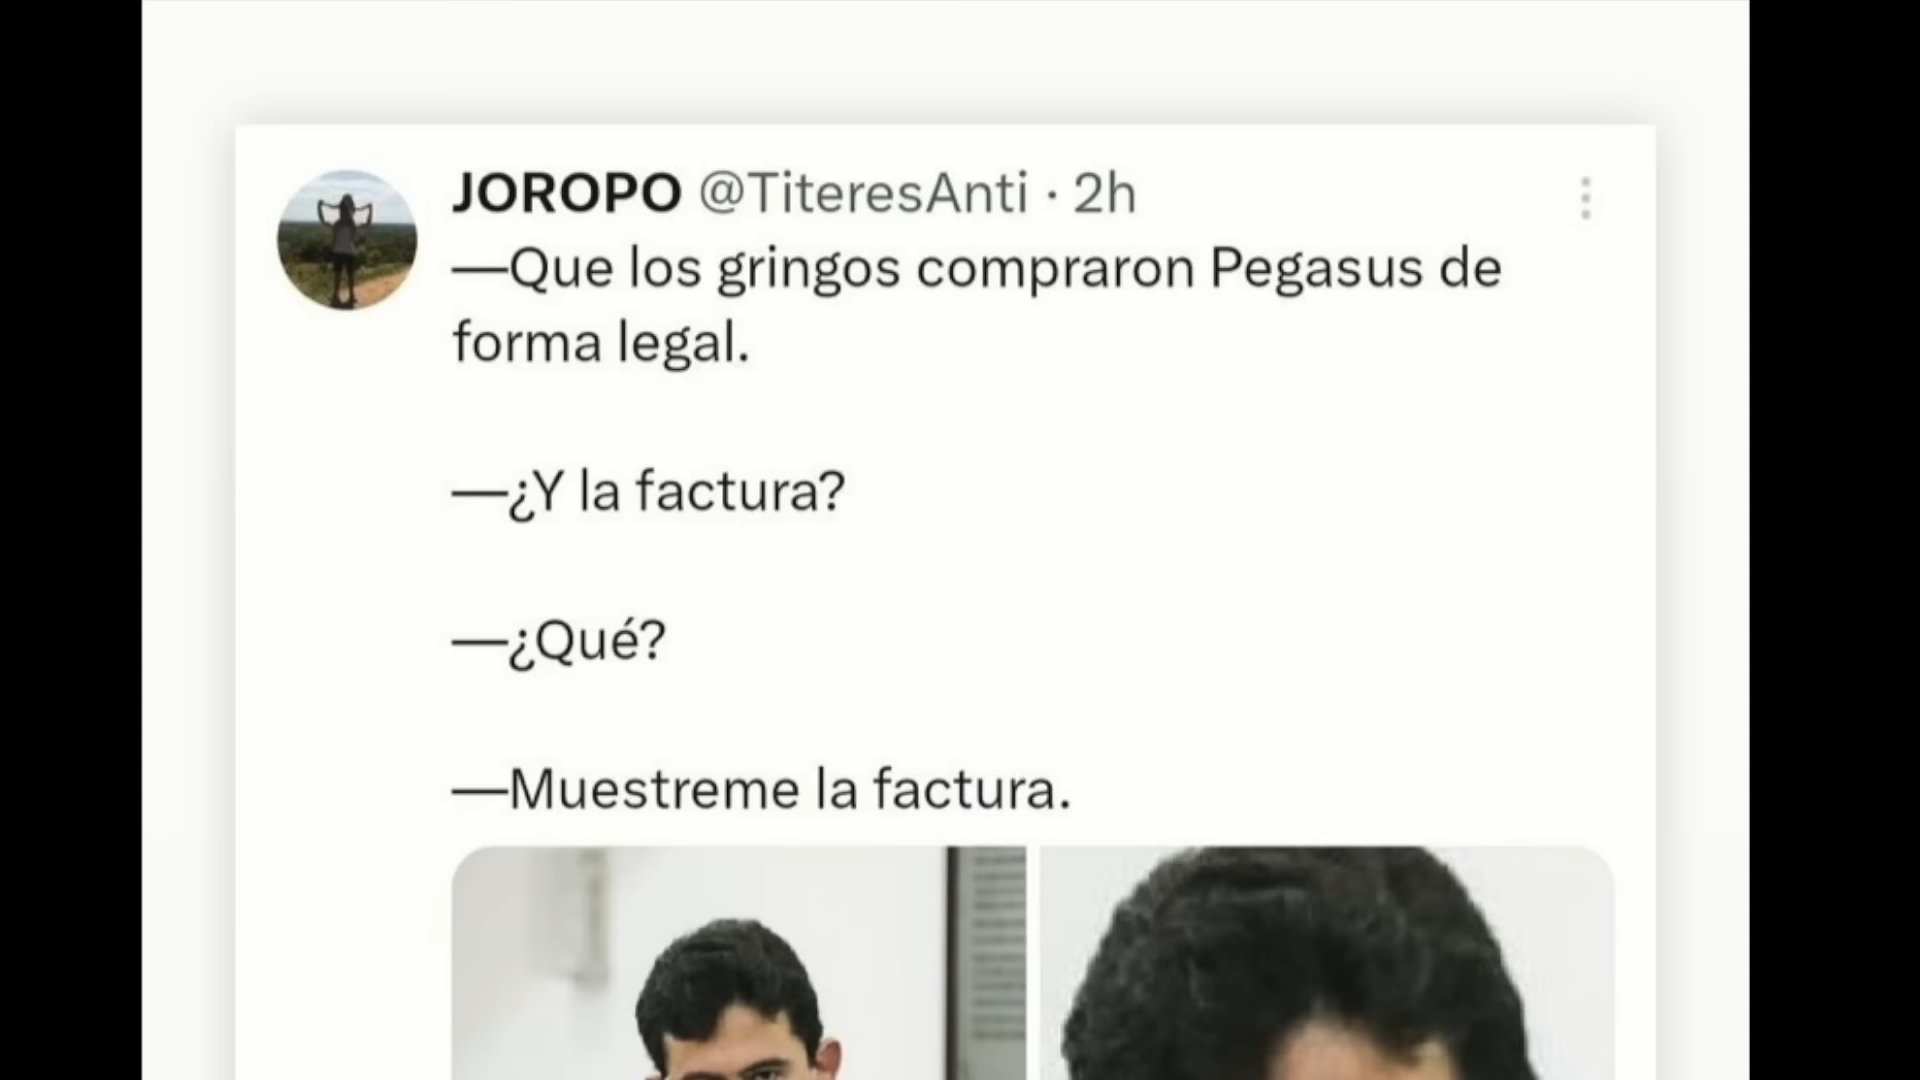 JOROPO @TiteresAnti · 2h
—Que los gringos compraron Pegasus de
forma legal.
—¿Y la factura?
—¿Qué?
—Muestreme la factura.